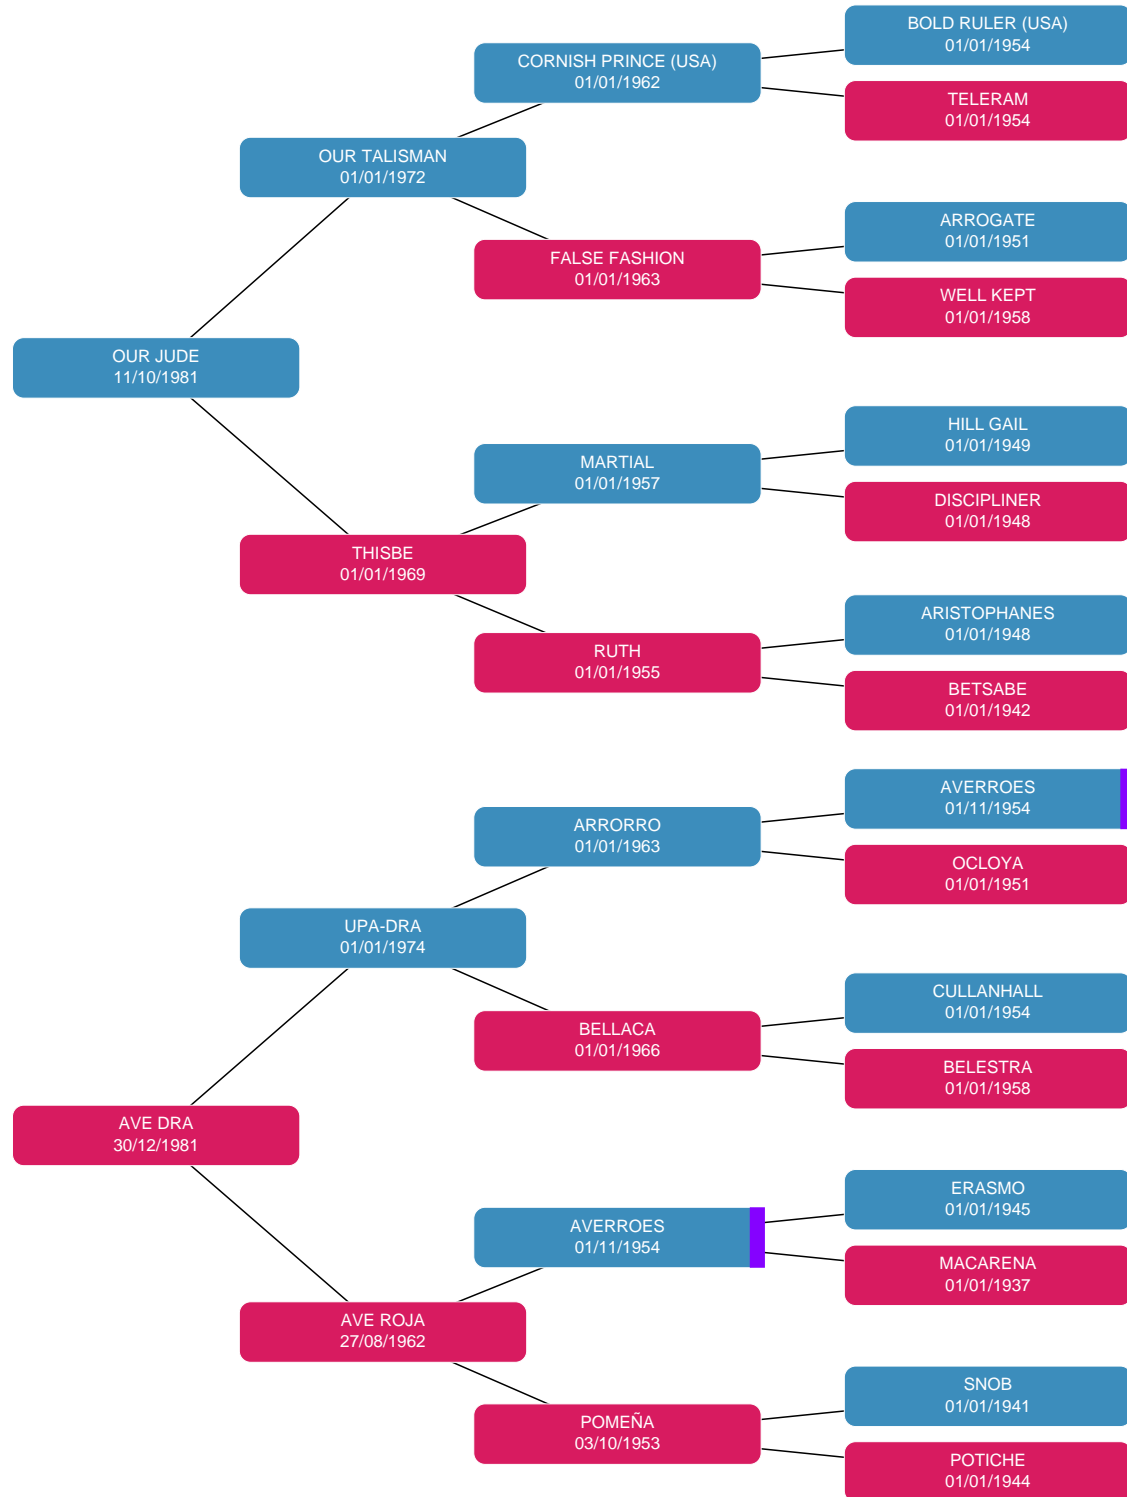 BOLD RULER (USA)
01/01/1954
CORNISH PRINCE (USA)
01/01/1962
TELERAM
01/01/1954
OUR TALISMAN
01/01/1972
ARROGATE
01/01/1951
FALSE FASHION
01/01/1963
WELL KEPT
01/01/1958
OUR JUDE
11/10/1981
HILL GAIL
01/01/1949
MARTIAL
01/01/1957
DISCIPLINER
01/01/1948
THISBE
01/01/1969
ARISTOPHANES
01/01/1948
RUTH
01/01/1955
BETSABE
01/01/1942
AVERROES
01/11/1954
ARRORRO
01/01/1963
OCLOYA
01/01/1951
UPA-DRA
01/01/1974
CULLANHALL
01/01/1954
BELLACA
01/01/1966
BELESTRA
01/01/1958
AVE DRA
30/12/1981
ERASMO
01/01/1945
AVERROES
01/11/1954
MACARENA
01/01/1937
AVE ROJA
27/08/1962
SNOB
01/01/1941
POMEÑA
03/10/1953
POTICHE
01/01/1944